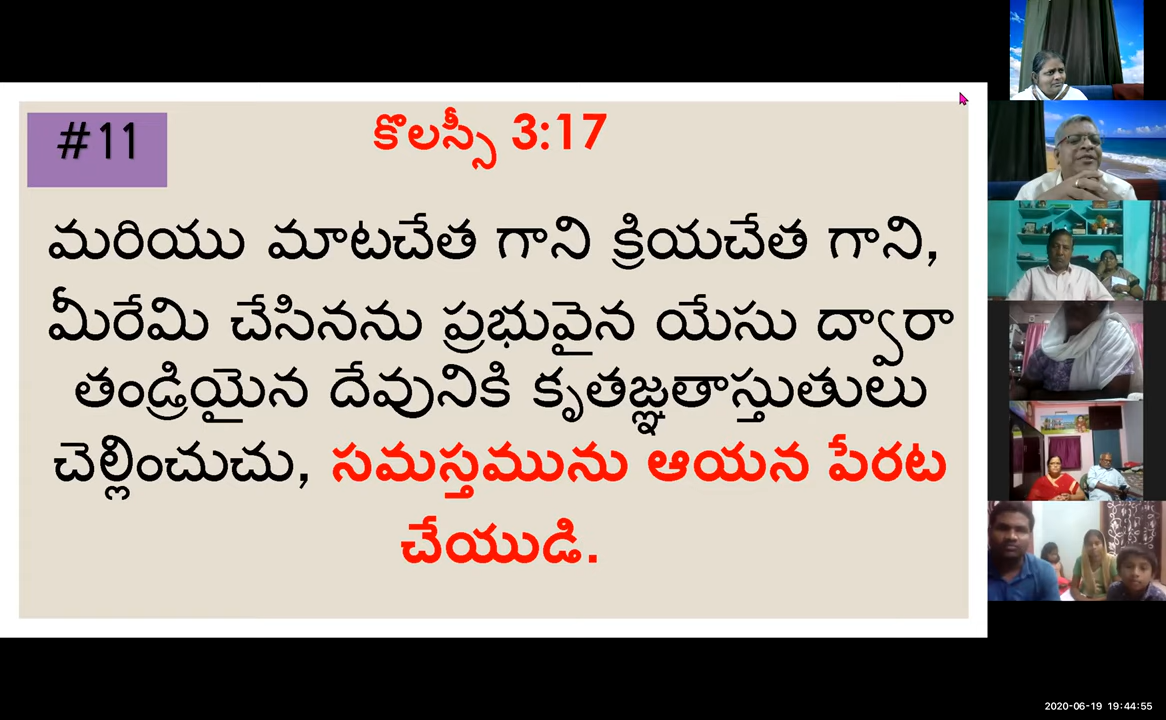 #11
కొలస్సీ 3:17
మరియు మాటచేత గాని క్రియచేత గాని,
మీరేమి చేసినను ప్రభువైన యేసు ద్వారా
తండ్రియైన దేవునికి కృతజ్ఞతాస్తుతులు
చెల్లించుచు, సమస్తమును ఆయన పేరట
చేయుడి.
2020-06-19 19:44:55